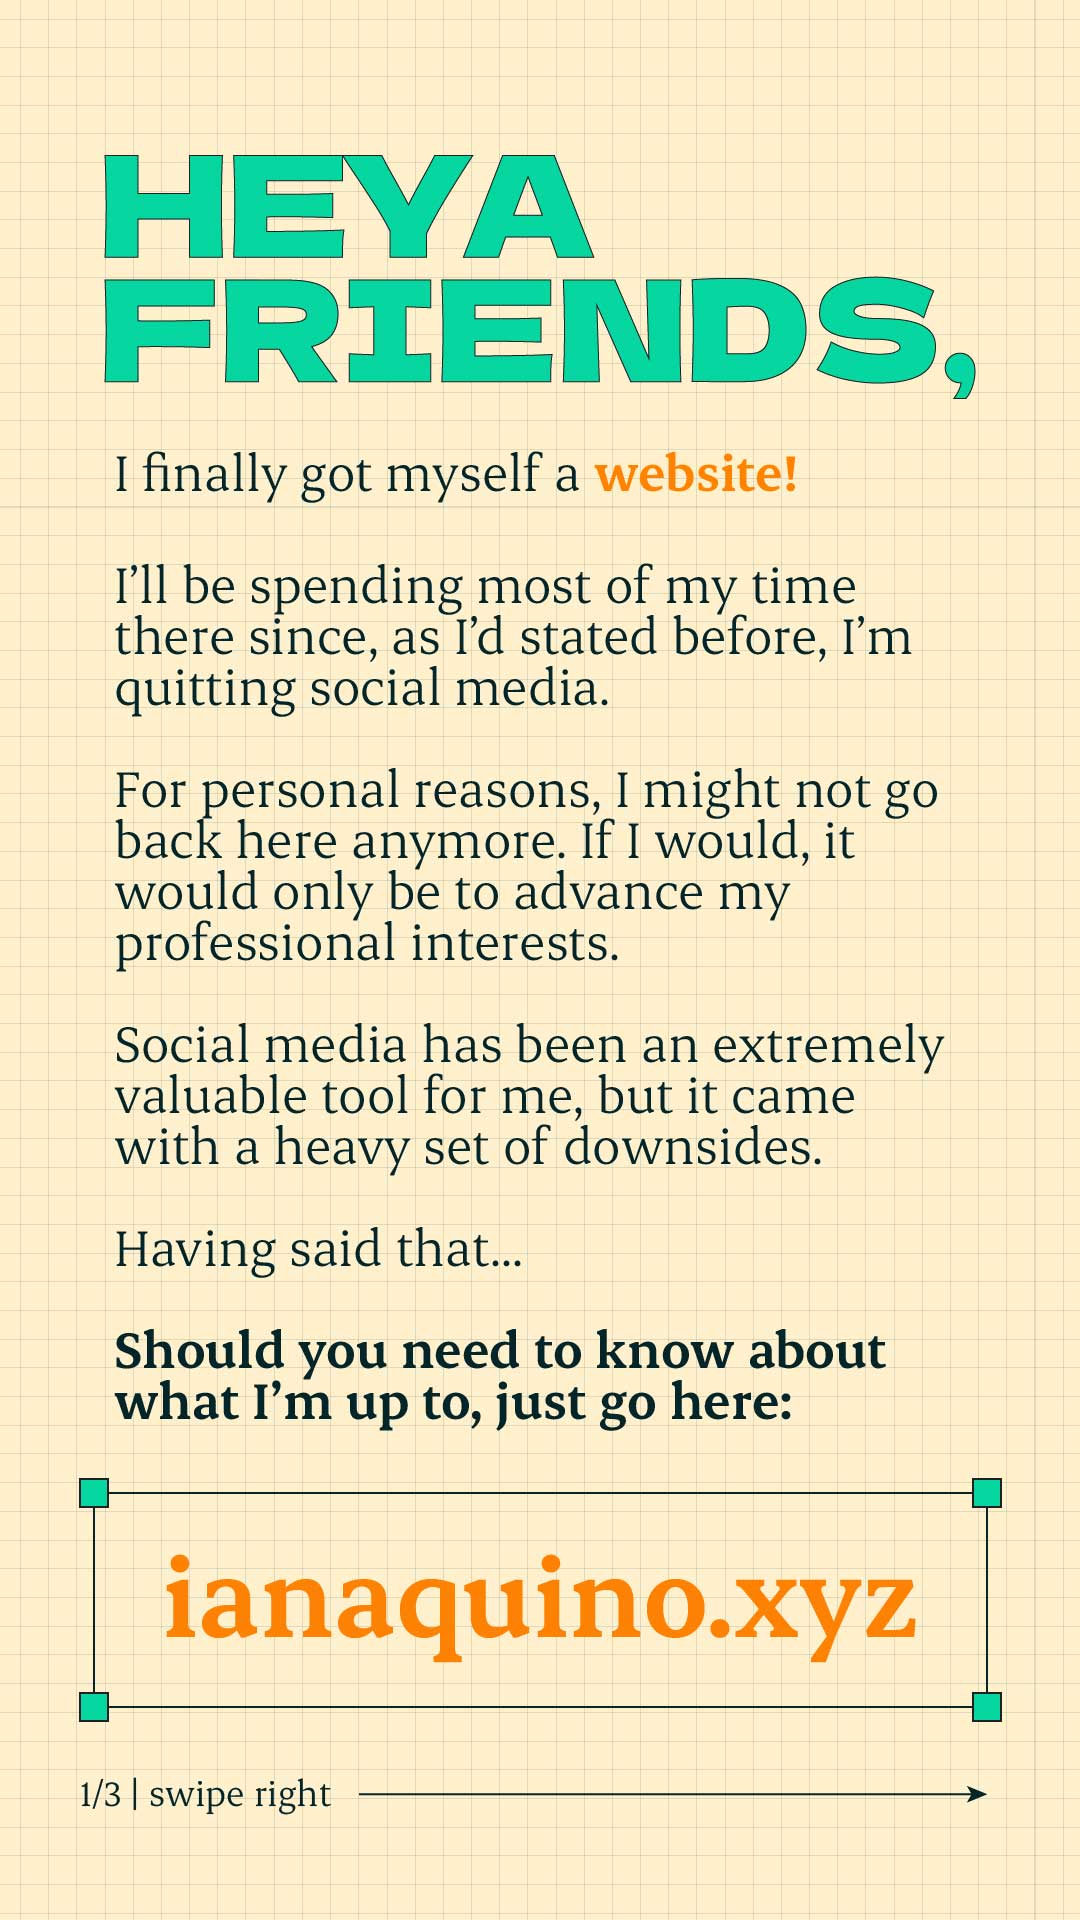 HEYA
FRIENDS,
I finally got myself a website!
I’ll be spending most of my time
there since, as I’d stated before, I’m
quitting social media.
For personal reasons, I might not go
back here anymore. If I would, it
would only be to advance my
professional interests.
Social media has been an extremely
valuable tool for me, but it came
with a heavy set of downsides.
Having said that...
Should you need to know about
what I’m up to, just go here:
ianaquino.xyz
1/3 | swipe right